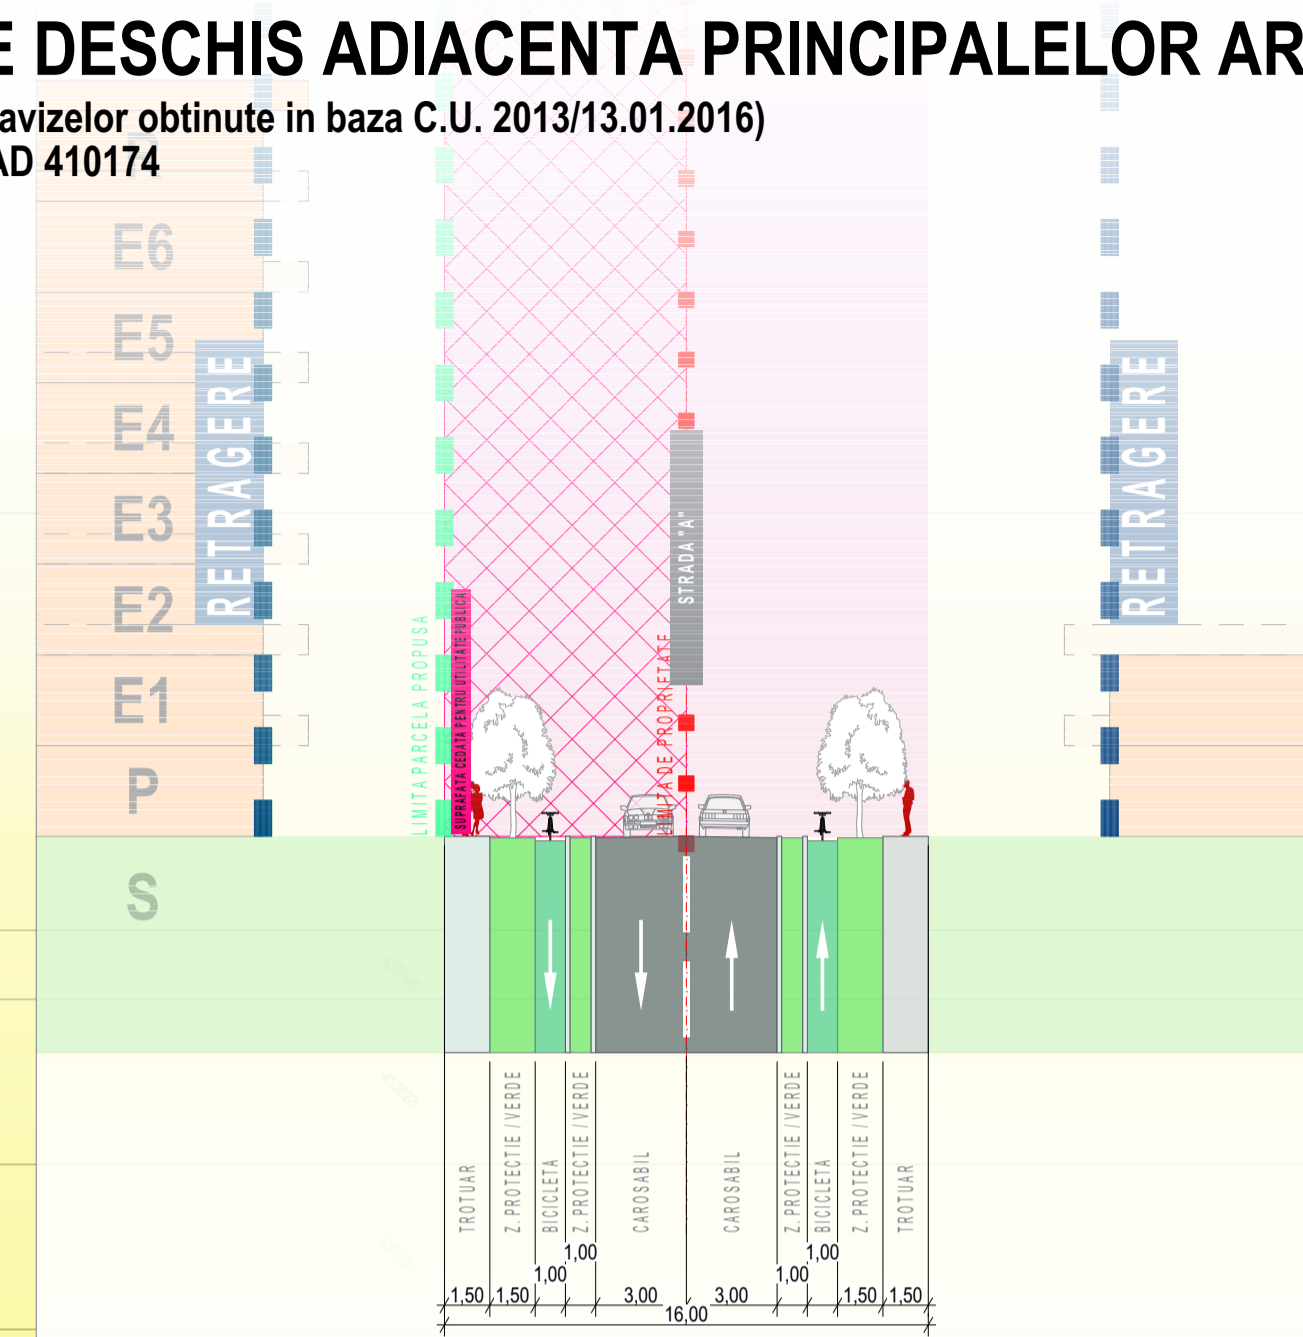 E DESCHIS ADIACENTA PRINCIPALELOR AR
avizelor obtinute in baza C.U. 2013/13.01.2016)
AD 410174
E6
E5
E4
E3
E2
E1
P
S
RETRAGERE
LIMITA PARCELA PROPUSA
SUPRAFATA CEDATA PENTRU UTILITATE PUBLICA
LIMITA DE PROPRIETATE
STRADA "A"
RETRAGERE
TROTUAR
Z. PROTECTIE / VERDE
BICICLETA
Z. PROTECTIE / VERDE
CAROSABIL
CAROSABIL
Z. PROTECTIE / VERDE
BICICLETA
Z. PROTECTIE / VERDE
TROTUAR
1,50 1,50 1,00 1,00 3,00 3,00 1,00 1,00 1,50 1,50
16,00